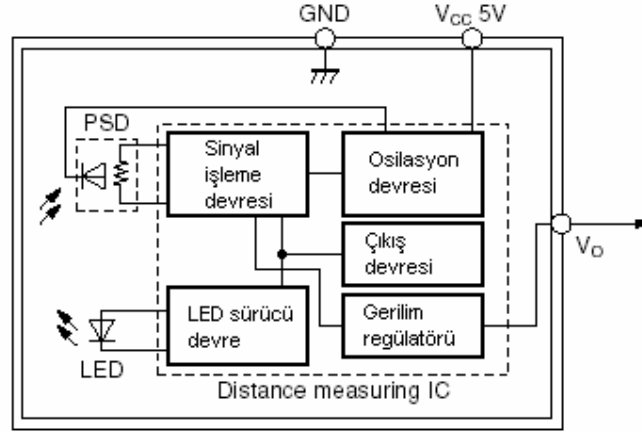 GND
VCC 5V
PSD
Sinyal
işleme
devresi
Osilasyon
devresi
Çıkış
devresi
VO
LED sürücü
devre
Gerilim
regülatörü
LED
Distance measuring IC